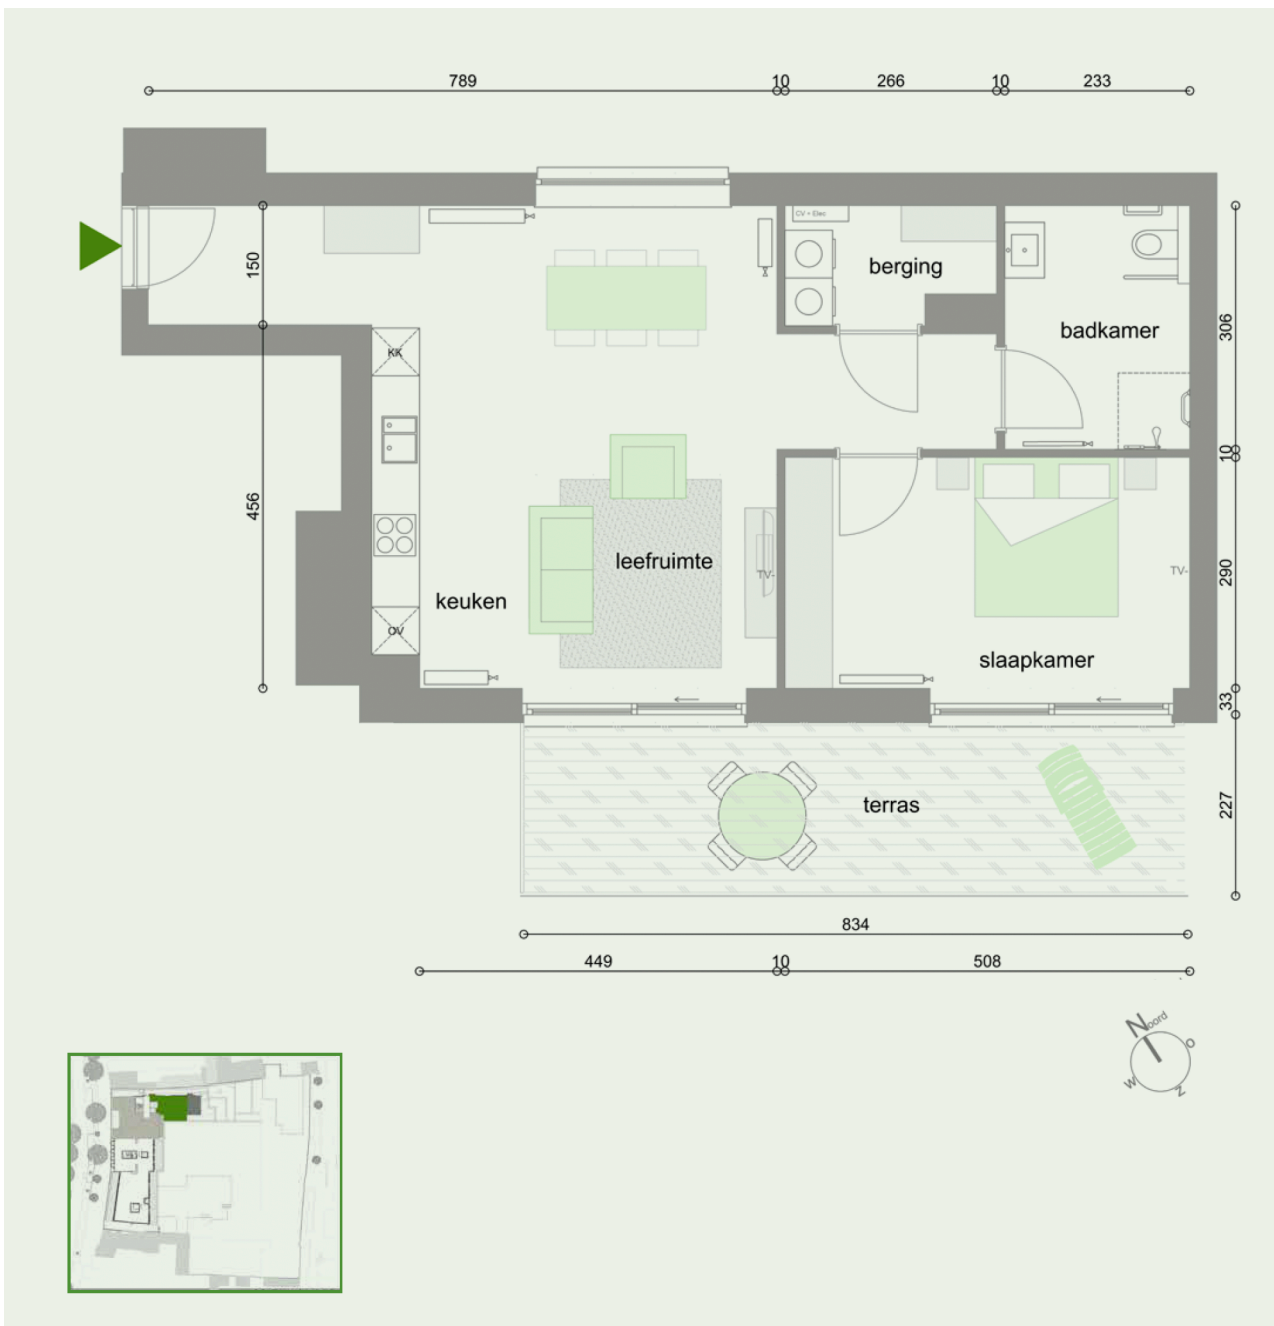 789
10
266
10
233
CV + Elec
150
berging
306
badkamer
KK
10
456
leefruimte
TV-
TV-
290
keuken
OV
slaapkamer
33
terras
227
834
449
10
508
Noord
O
W
Z